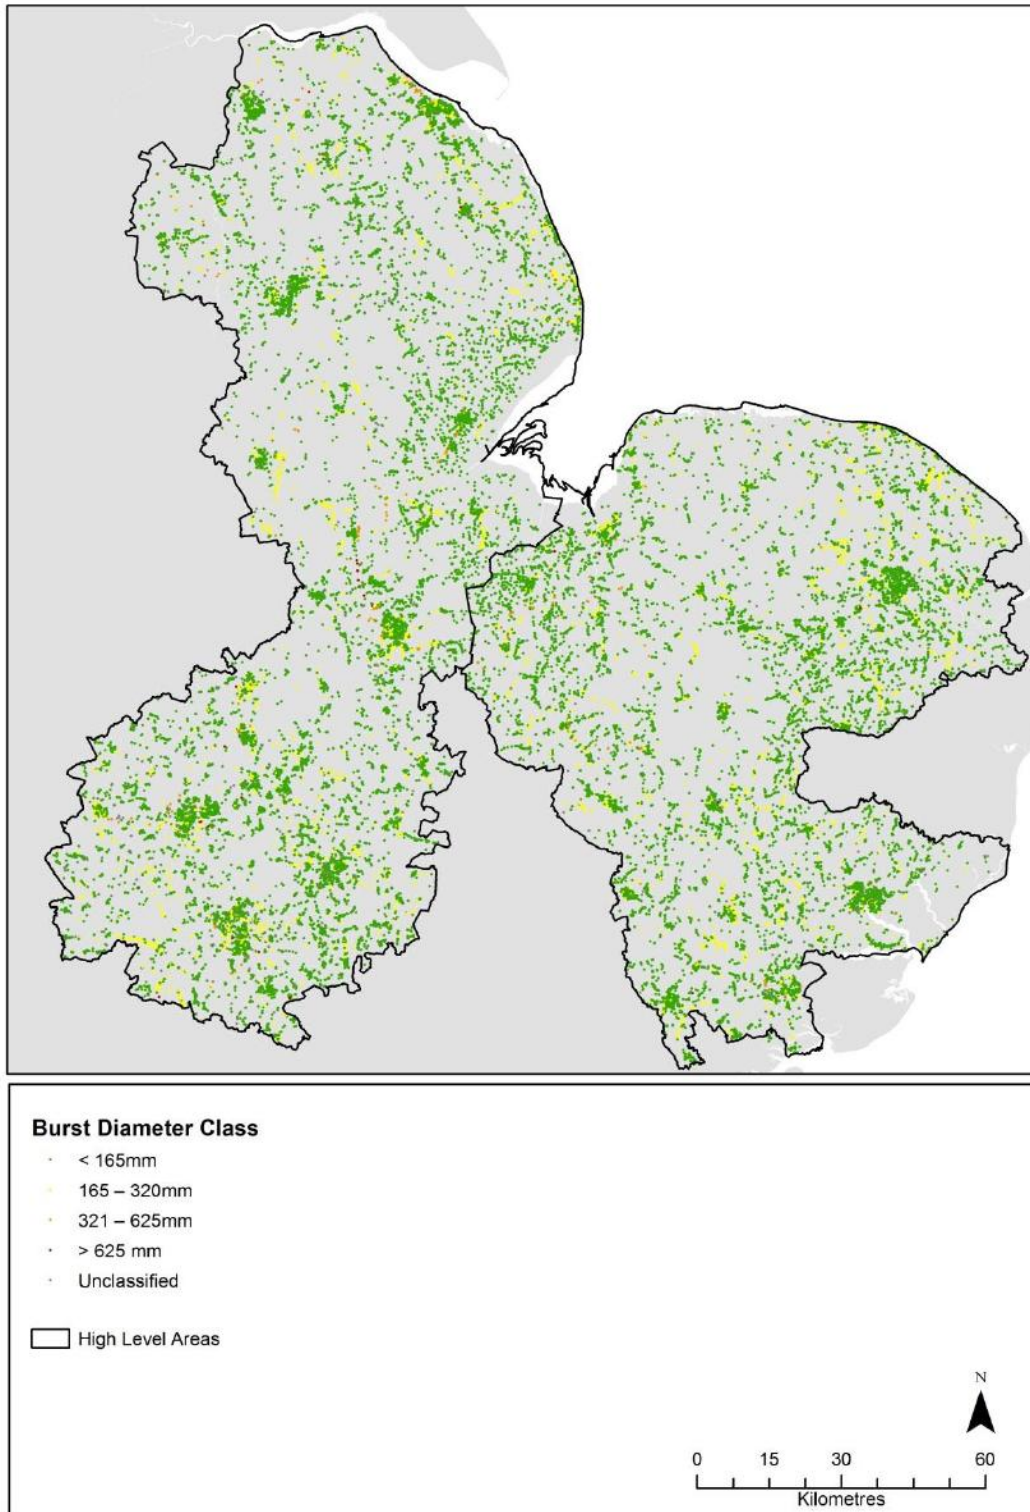 Burst Diameter Class
< 165mm
165 – 320mm
321 – 625mm
> 625 mm
Unclassified
High Level Areas
N
0 15 30 60
Kilometres